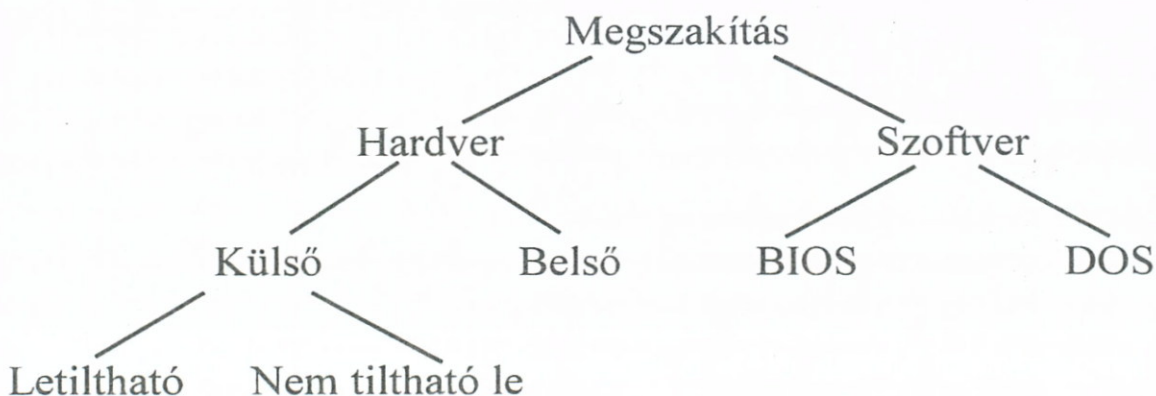 Megszakítás
Hardver Szoftver
Külső Belső BIOS DOS
Letiltható Nem tiltható le